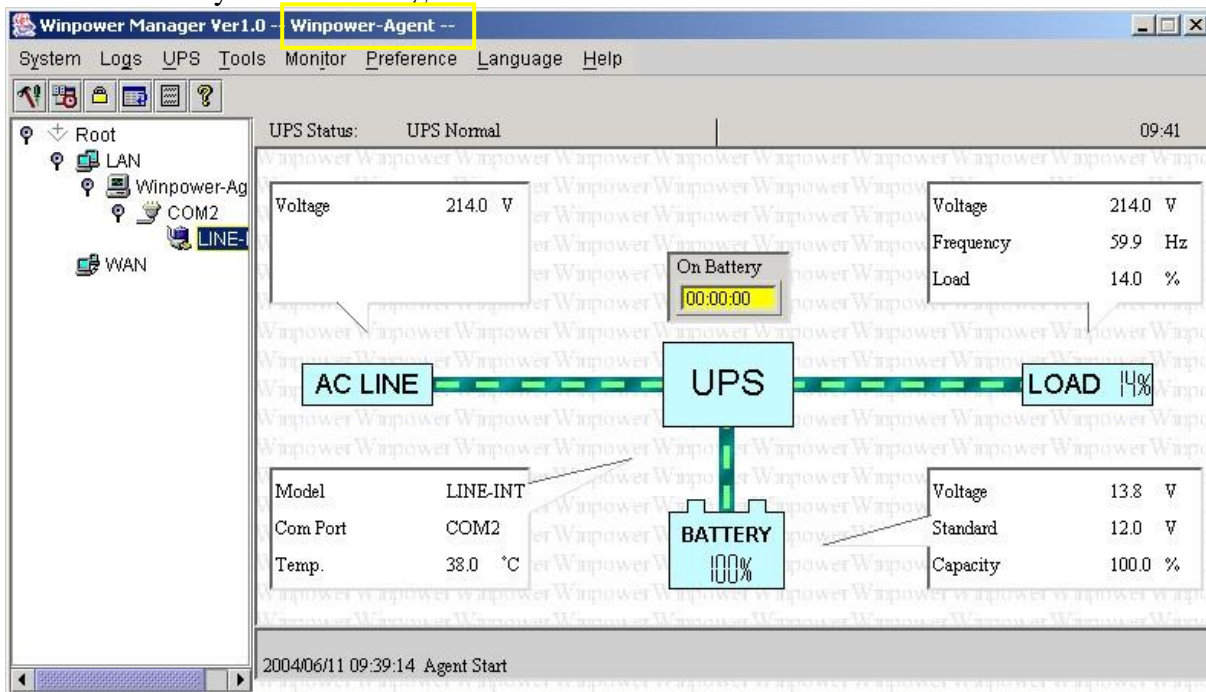 Winpower Manager Ver1.0 -- Winpower-Agent --
System Logs UPS Tools Monitor Preference Language Help
UPS Status: UPS Normal 09:41
Root
LAN
Winpower-Ag
COM2
LINE-I
WAN
Voltage 214.0 V
Voltage 214.0 V
Frequency 59.9 Hz
Load 14.0 %
On Battery
00:00:00
AC LINE
UPS
LOAD 14%
Model LINE-INT
Com Port COM2
Temp. 38.0 °C
BATTERY
100%
Voltage 13.8 V
Standard 12.0 V
Capacity 100.0 %
2004/06/11 09:39:14 Agent Start